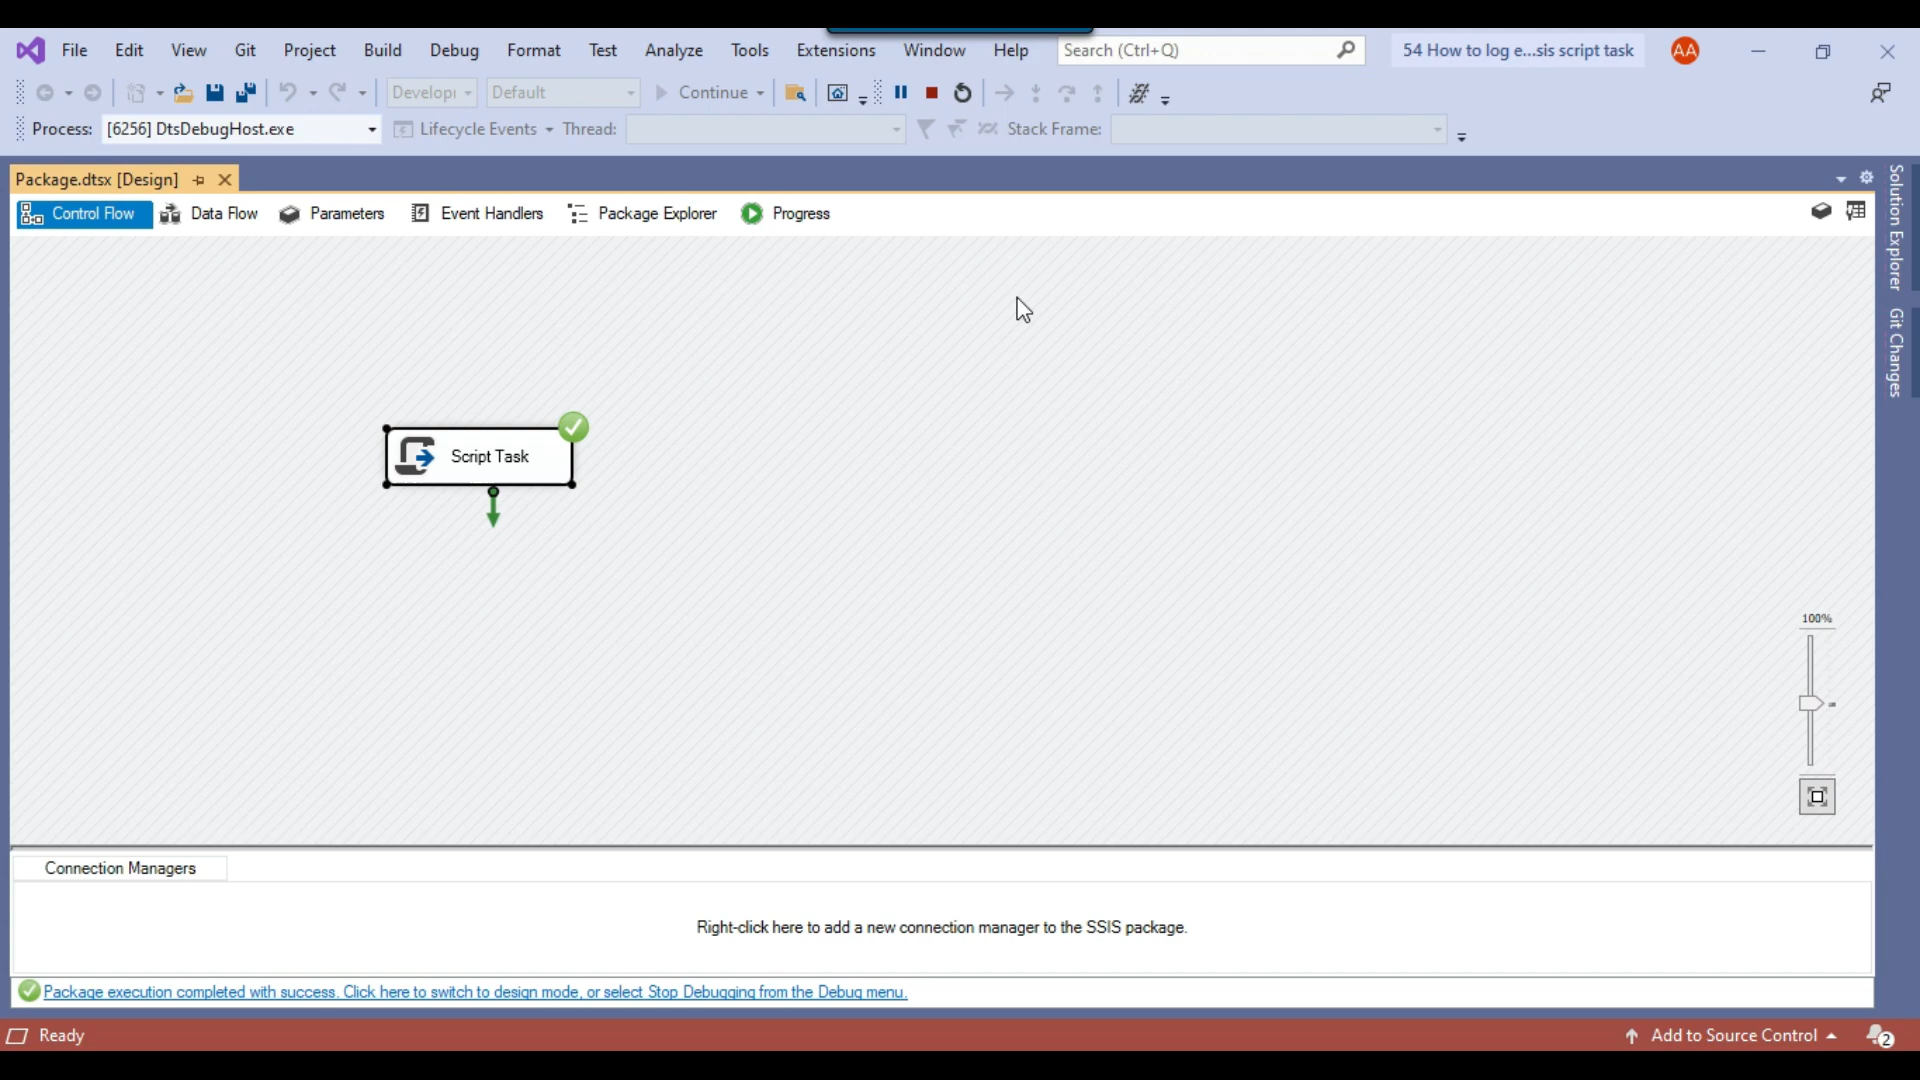 File Edit View Git Project Build Debug Format Test Analyze Tools Extensions Window Help Search (Ctrl+Q) 54 How to log e...sis script task AA
Developı Default Continue
Process: [6256] DtsDebugHost.exe Lifecycle Events Thread: Stack Frame:
Package.dtsx [Design]
Control Flow Data Flow Parameters Event Handlers Package Explorer Progress
Solution Explorer
Git Changes
Script Task
100%
Connection Managers
Right-click here to add a new connection manager to the SSIS package.
Package execution completed with success. Click here to switch to design mode, or select Stop Debugging from the Debug menu.
Ready Add to Source Control 2